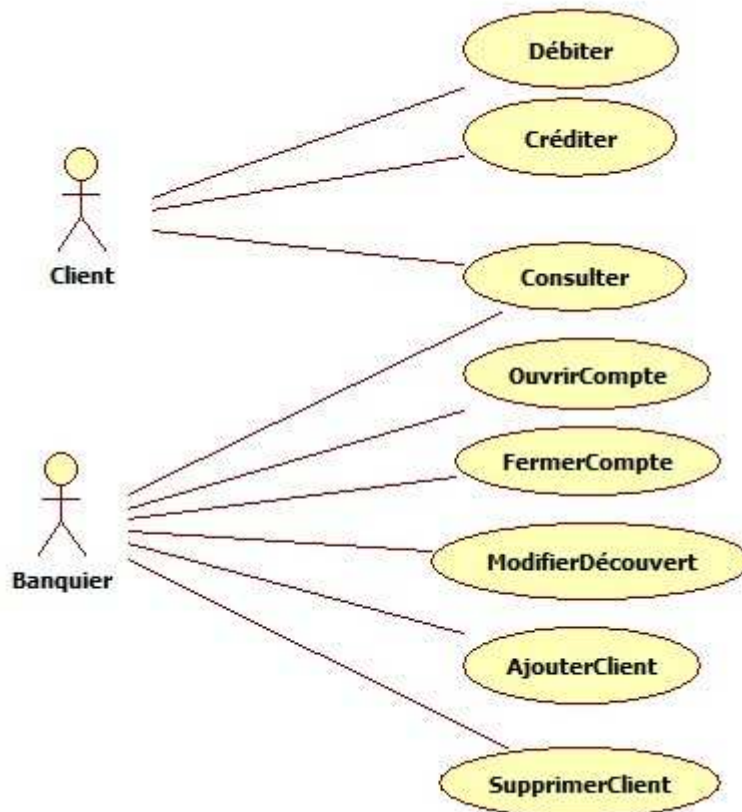 Débiter
Créditer
Client
Consulter
OuvrirCompte
FermerCompte
Banquier
ModifierDécouvert
AjouterClient
SupprimerClient